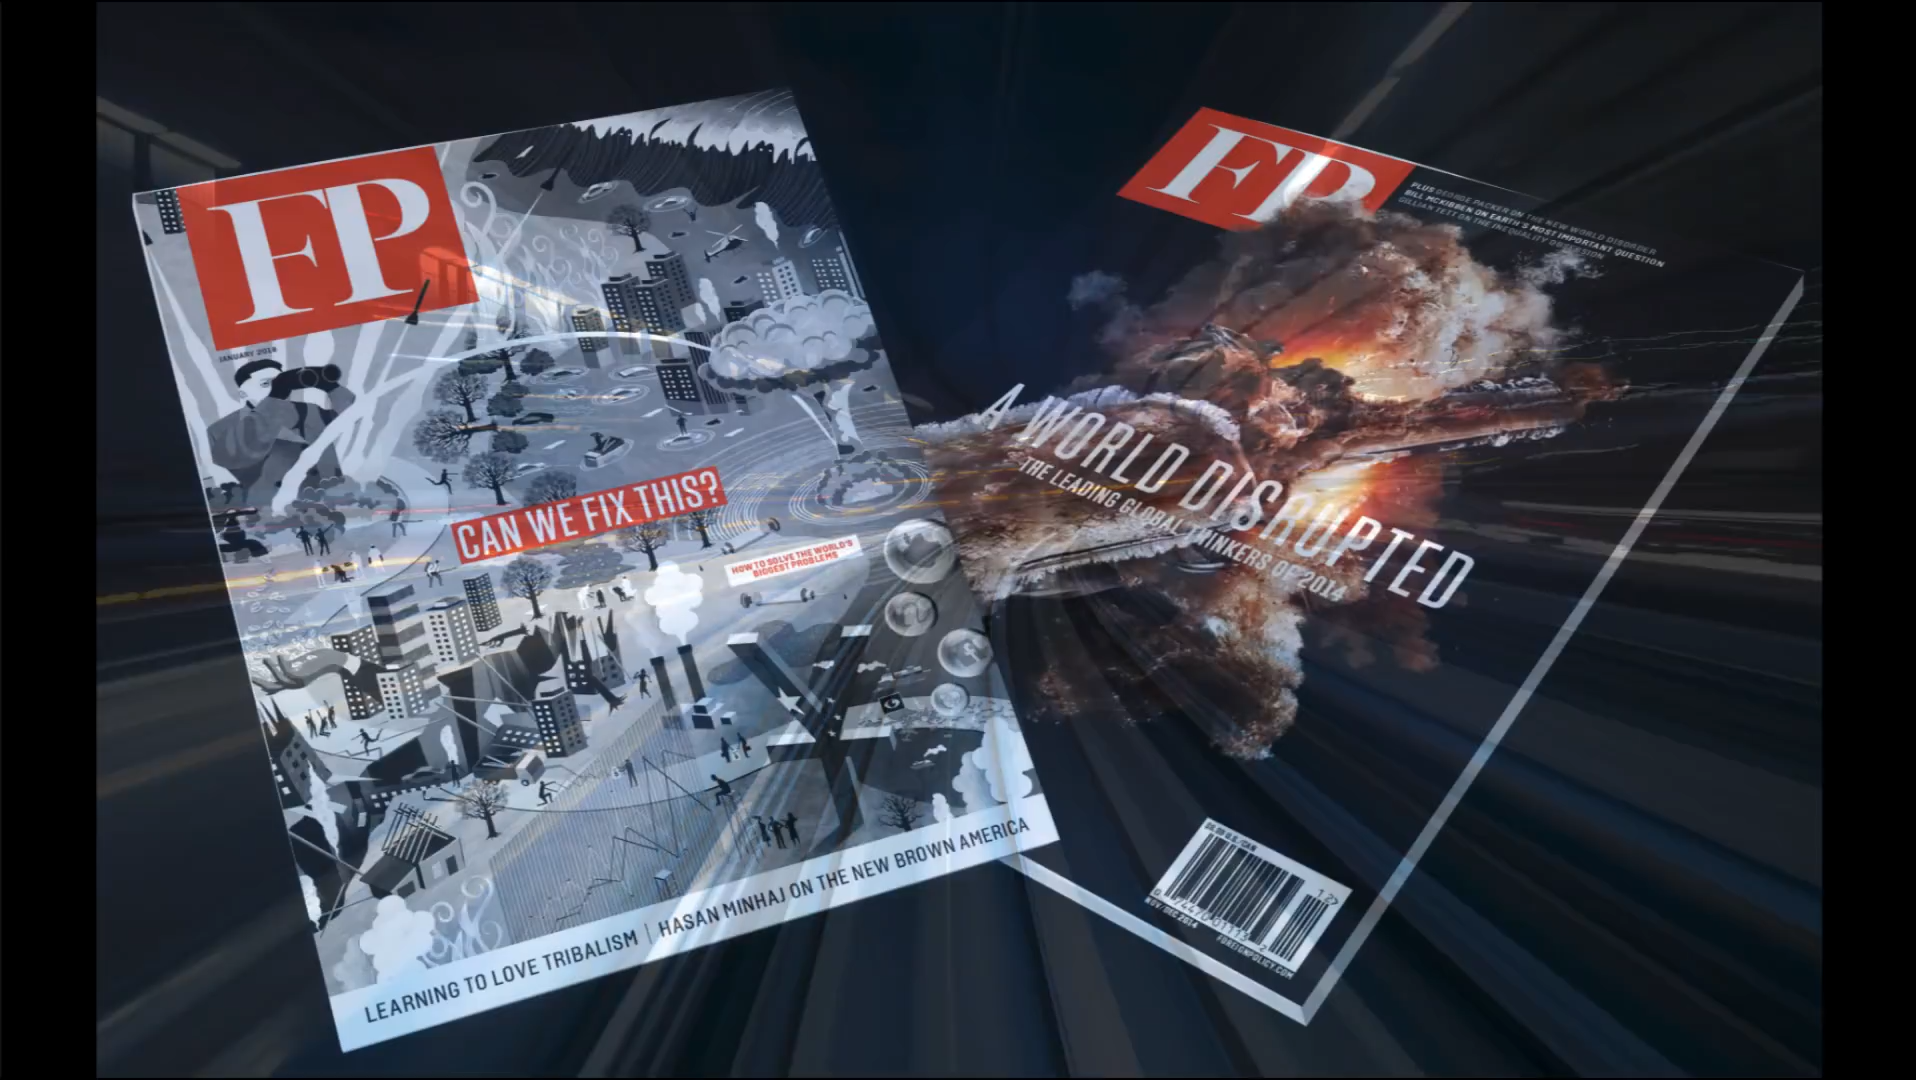 FP
JANUARY 2018
CAN WE FIX THIS?
HOW TO SOLVE THE WORLD'S
BIGGEST PROBLEMS
LEARNING TO LOVE TRIBALISM | HASAN MINHAJ ON THE NEW BROWN AMERICA
FP
PLUS GEORGE PACKER ON THE NEW WORLD DISORDER
BILL MCKIBBEN ON EARTH'S MOST IMPORTANT QUESTION
GILLIAN TETT ON THE INEQUALITY OBSESSION
A WORLD DISRUPTED
THE LEADING GLOBAL THINKERS OF 2014
12>
NOV/DEC 2014
FOREIGNPOLICY.COM